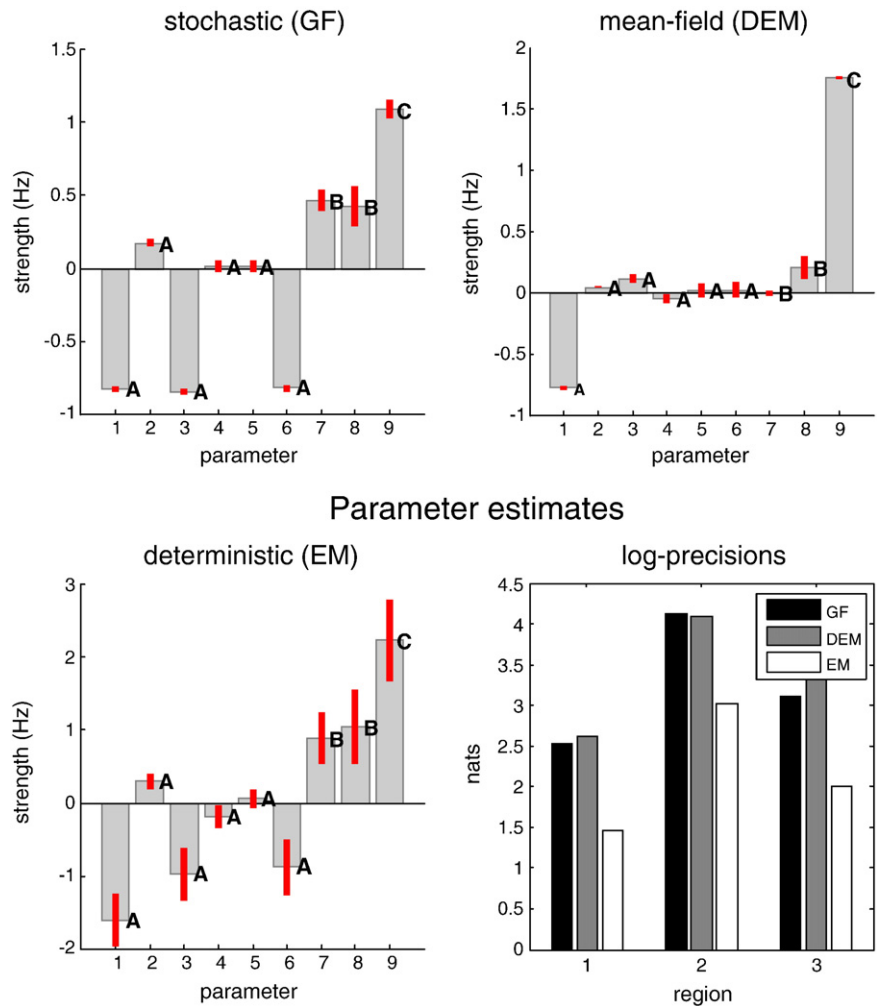 stochastic (GF)
strength (Hz)
1.5
1
0.5
0
-0.5
-1
A
A
A
A
A
A
B
B
C
1 2 3 4 5 6 7 8 9
parameter
mean-field (DEM)
strength (Hz)
2
1.5
1
0.5
0
-0.5
-1
A
A
A
A
A
A
B
B
C
1 2 3 4 5 6 7 8 9
parameter
Parameter estimates
deterministic (EM)
strength (Hz)
3
2
1
0
-1
-2
A
A
A
A
A
A
B
B
C
1 2 3 4 5 6 7 8 9
parameter
log-precisions
nats
4.5
4
3.5
3
2.5
2
1.5
1
0.5
0
GF
DEM
EM
1 2 3
region